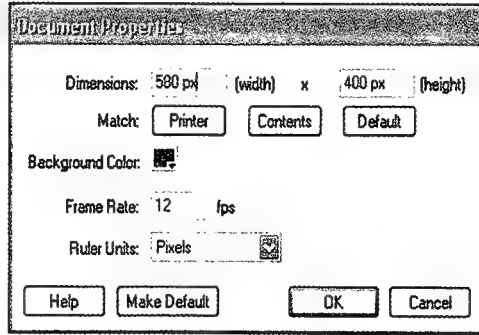 Document Properties
Dimensions: 580 px (width) x 400 px (height)
Match: Printer Contents Default
Background Color:
Frame Rate: 12 fps
Ruler Units: Pixels
Help Make Default OK Cancel